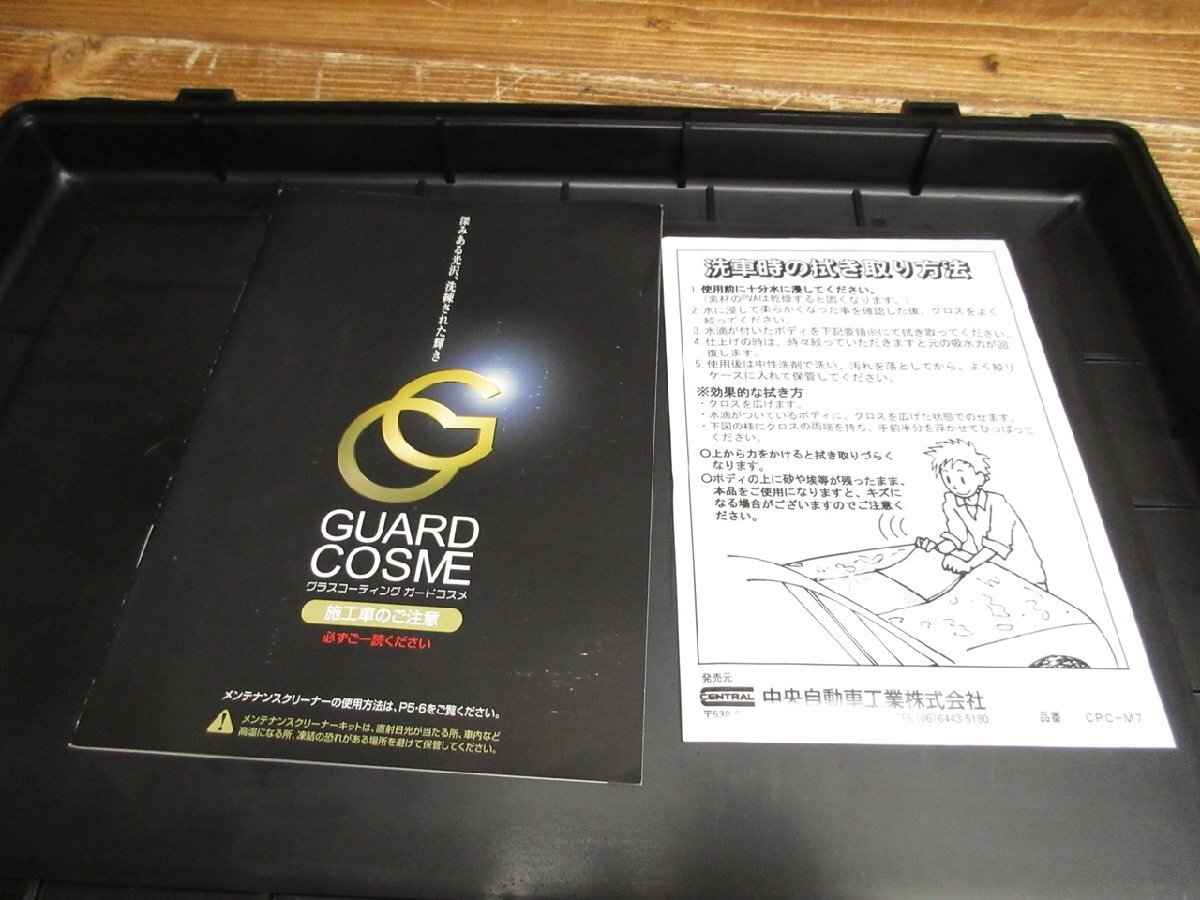 深みある光沢、洗練された輝き
GUARD
COSME
グラスコーティング ガードコスメ
施工車のご注意
必ずご一読ください
メンテナンスクリーナーの使用方法は、P5・6をご覧ください。
メンテナンスクリーナーキットは、直射日光が当たる所、車内など
高温になる所、凍結の恐れがある場所を避けて保管してください。
洗車時の拭き取り方法
1. 使用前に十分水に浸してください。
(素材のPVAは乾燥すると固くなります。)
2. 水に浸して柔らかくなった事を確認した後、クロスをよく
絞ってください。
3. 水滴が付いたボディを下記要領※にて拭き取ってください。
4. 仕上げの時は、時々絞っていただきますと元の吸水力が回
復します。
5. 使用後は中性洗剤で洗い、汚れを落としてから、よく絞り
ケースに入れて保管してください。
※効果的な拭き方
・クロスを広げます。
・水滴がついているボディに、クロスを広げた状態でのせます。
・下図の様にクロスの両端を持ち、手前半分を浮かせてひっぱって
ください。
○上から力をかけると拭き取りづらく
なります。
○ボディの上に砂や埃等が残ったまま、
本品をご使用になりますと、キズに
なる場合がございますのでご注意く
ださい。
発売元
CENTRAL 中央自動車工業株式会社
TEL(06)6443-5180 品番 CPC-M7